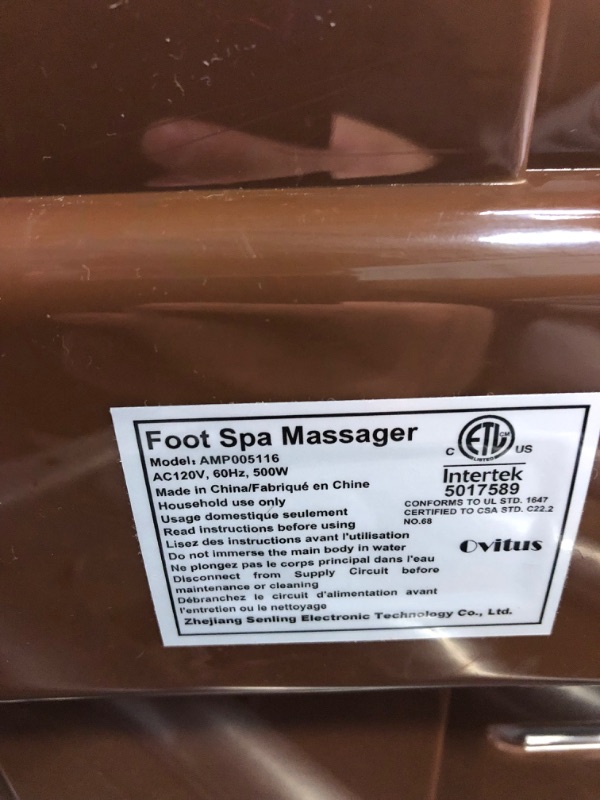 Foot Spa Massager
Model: AMP005116
AC120V, 60Hz, 500W
Made in China/Fabriqué en Chine
Household use only
Usage domestique seulement
Read instructions before using
Lisez des instructions avant l'utilisation
Do not immerse the main body in water
Ne plongez pas le corps principal dans l'eau
Disconnect from Supply Circuit before
maintenance or cleaning
Débranchez le circuit d'alimentation avant
l'entretien ou le nettoyage
Zhejiang Senling Electronic Technology Co., Ltd.
C ETL CM US
LISTED
Intertek
5017589
CONFORMS TO UL STD. 1647
CERTIFIED TO CSA STD. C22.2
NO.68
Ovitus